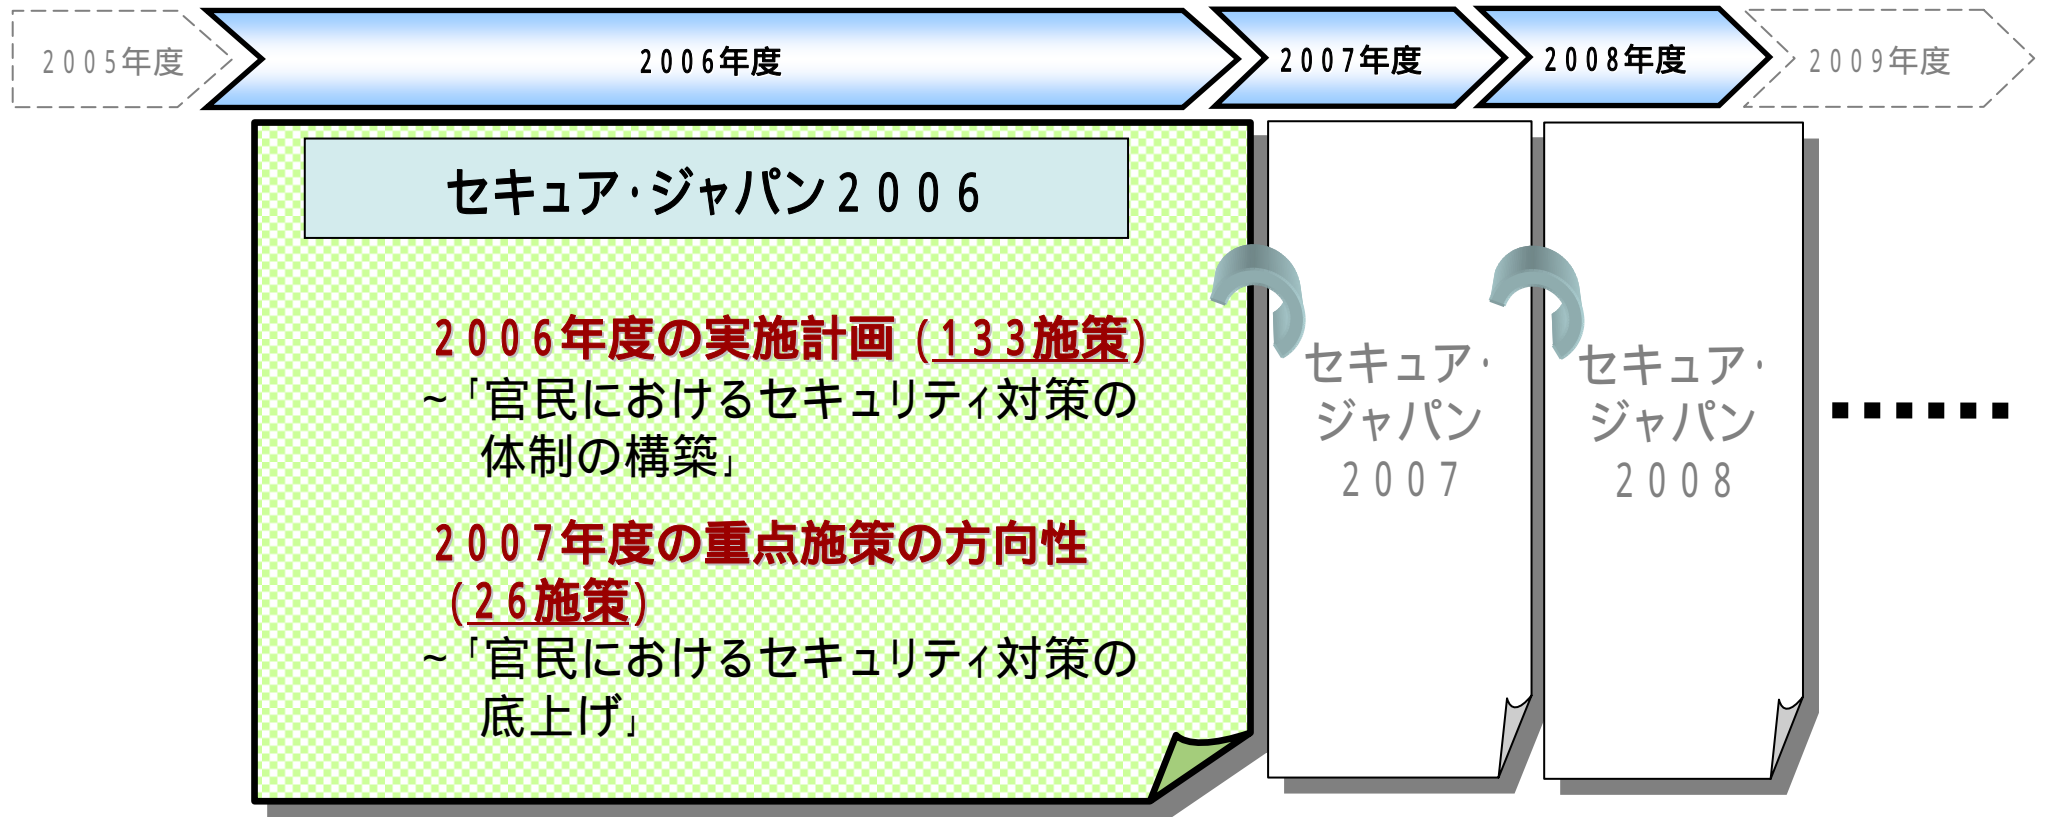 2005年度
2006年度
2007年度
2008年度
2009年度
セキュア・ジャパン2006
2006年度の実施計画(133施策)
~「官民におけるセキュリティ対策の
体制の構築」
2007年度の重点施策の方向性
(26施策)
~「官民におけるセキュリティ対策の
底上げ」
セキュア・
ジャパン
2007
セキュア・
ジャパン
2008